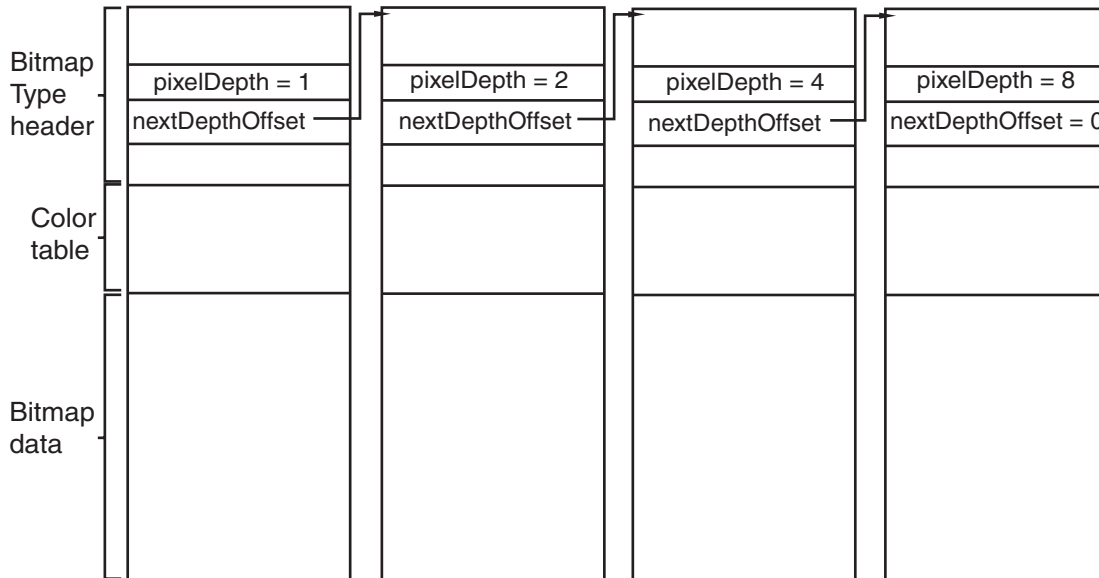 Bitmap
Type
header
pixelDepth = 1
nextDepthOffset
pixelDepth = 2
nextDepthOffset
pixelDepth = 4
nextDepthOffset
pixelDepth = 8
nextDepthOffset = 0
Color
table
Bitmap
data